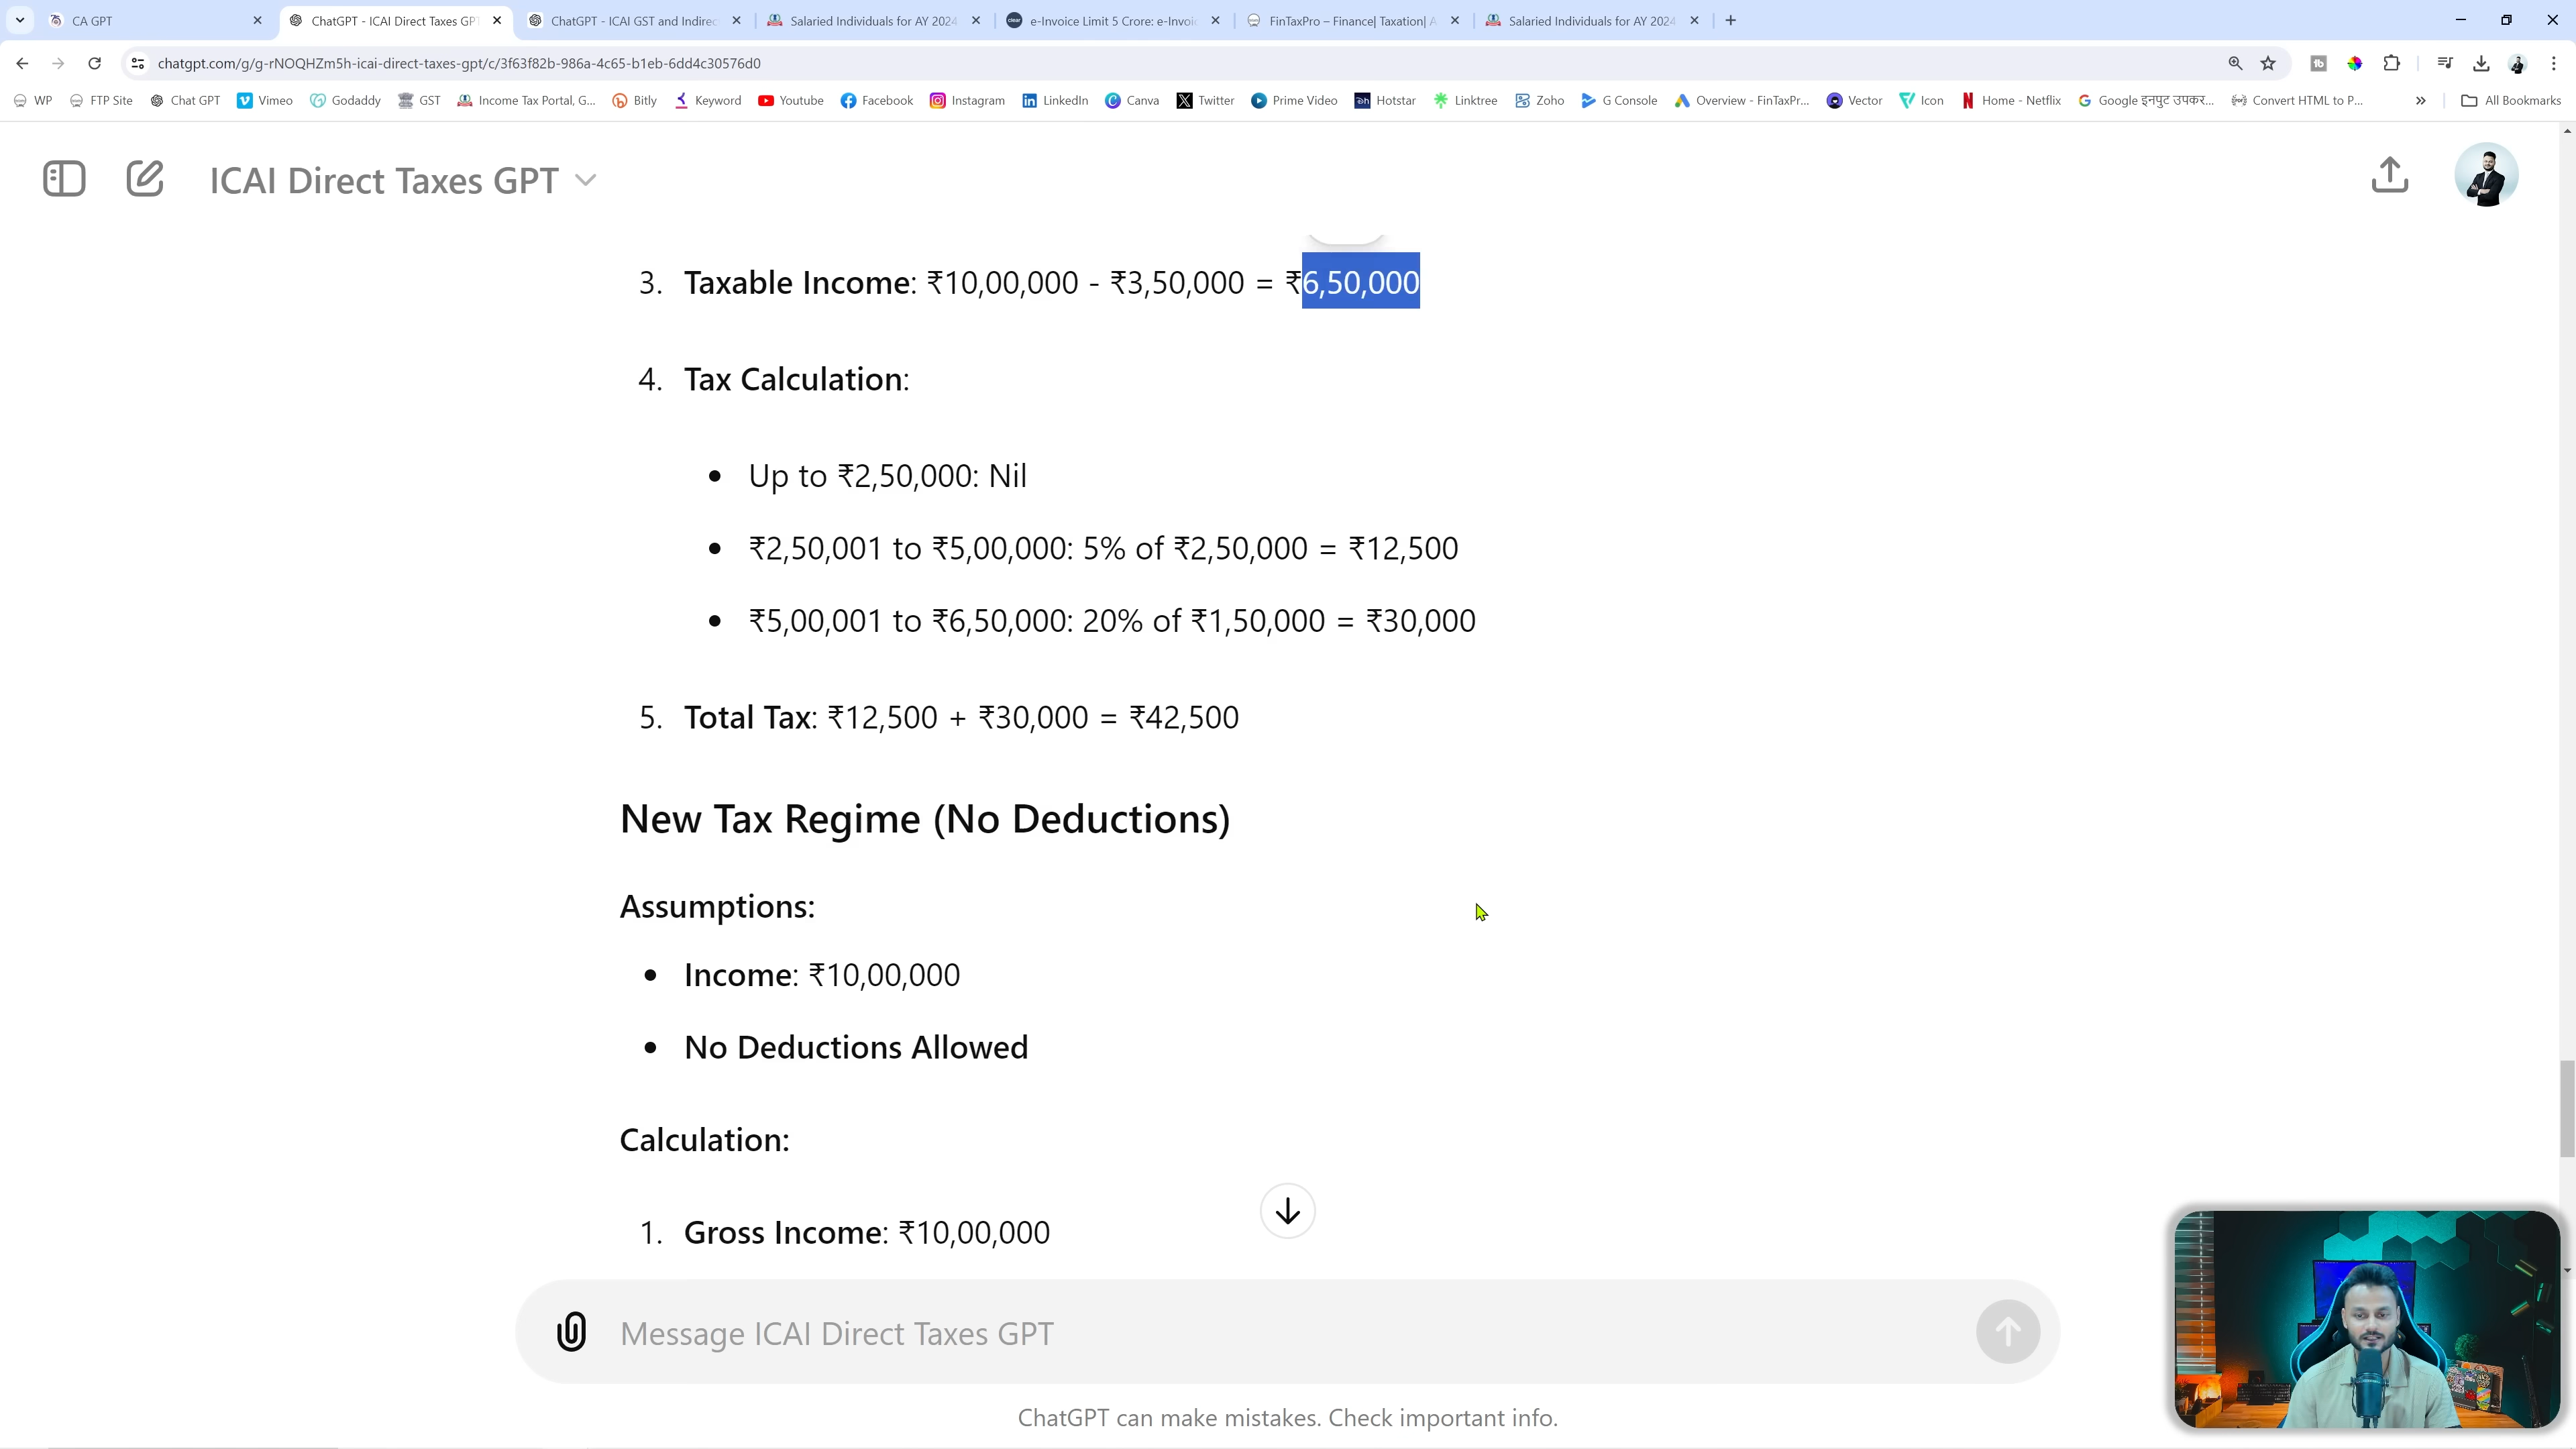 CA GPT
ChatGPT - ICAI Direct Taxes GPT
ChatGPT - ICAI GST and Indirec
Salaried Individuals for AY 2024
e-Invoice Limit 5 Crore: e-Invoi
FinTaxPro – Finance| Taxation| A
Salaried Individuals for AY 2024
chatgpt.com/g/g-rNOQHZm5h-icai-direct-taxes-gpt/c/3f63f82b-986a-4c65-b1eb-6dd4c30576d0
WP
FTP Site
Chat GPT
Vimeo
Godaddy
GST
Income Tax Portal, G...
Bitly
Keyword
Youtube
Facebook
Instagram
LinkedIn
Canva
Twitter
Prime Video
Hotstar
Linktree
Zoho
G Console
Overview - FinTaxPr...
Vector
Icon
Home - Netflix
Google इनपुट उपकर...
Convert HTML to P...
All Bookmarks
ICAI Direct Taxes GPT
3. Taxable Income: ₹10,00,000 - ₹3,50,000 = ₹6,50,000
4. Tax Calculation:
• Up to ₹2,50,000: Nil
• ₹2,50,001 to ₹5,00,000: 5% of ₹2,50,000 = ₹12,500
• ₹5,00,001 to ₹6,50,000: 20% of ₹1,50,000 = ₹30,000
5. Total Tax: ₹12,500 + ₹30,000 = ₹42,500
New Tax Regime (No Deductions)
Assumptions:
• Income: ₹10,00,000
• No Deductions Allowed
Calculation:
1. Gross Income: ₹10,00,000
Message ICAI Direct Taxes GPT
ChatGPT can make mistakes. Check important info.